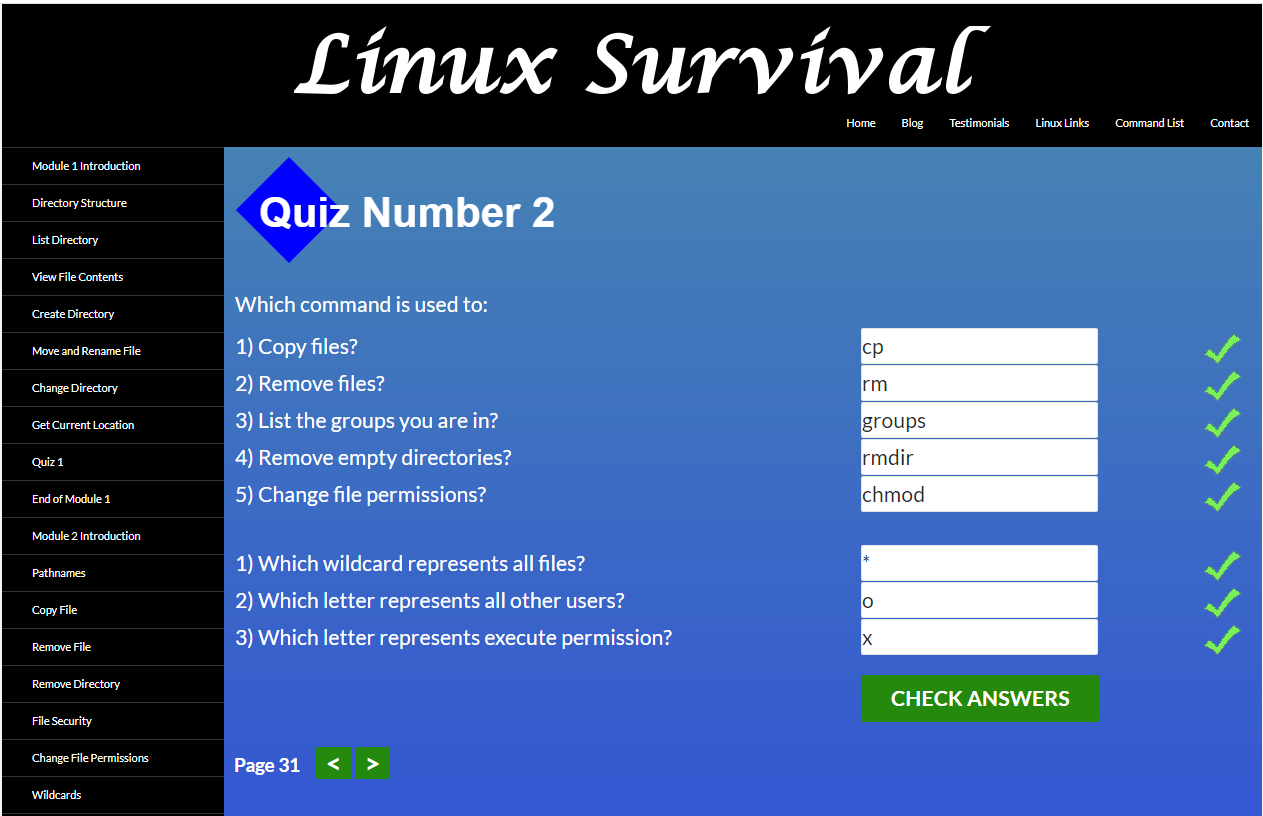 Linux Survival
Home Blog Testimonials Linux Links Command List Contact
Module 1 Introduction
Directory Structure
List Directory
View File Contents
Create Directory
Move and Rename File
Change Directory
Get Current Location
Quiz 1
End of Module 1
Module 2 Introduction
Pathnames
Copy File
Remove File
Remove Directory
File Security
Change File Permissions
Wildcards
Quiz Number 2
Which command is used to:
1) Copy files? cp
2) Remove files? rm
3) List the groups you are in? groups
4) Remove empty directories? rmdir
5) Change file permissions? chmod
1) Which wildcard represents all files? *
2) Which letter represents all other users? o
3) Which letter represents execute permission? x
CHECK ANSWERS
Page 31 < >